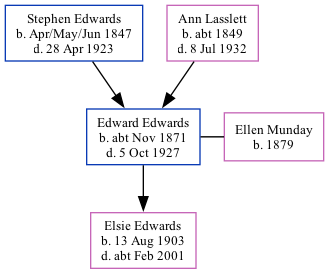 Stephen Edwards
b. Apr/May/Jun 1847
d. 28 Apr 1923
Ann Lasslett
b. abt 1849
d. 8 Jul 1932
Edward Edwards
b. abt Nov 1871
d. 5 Oct 1927
Ellen Munday
b. 1879
Elsie Edwards
b. 13 Aug 1903
d. abt Feb 2001